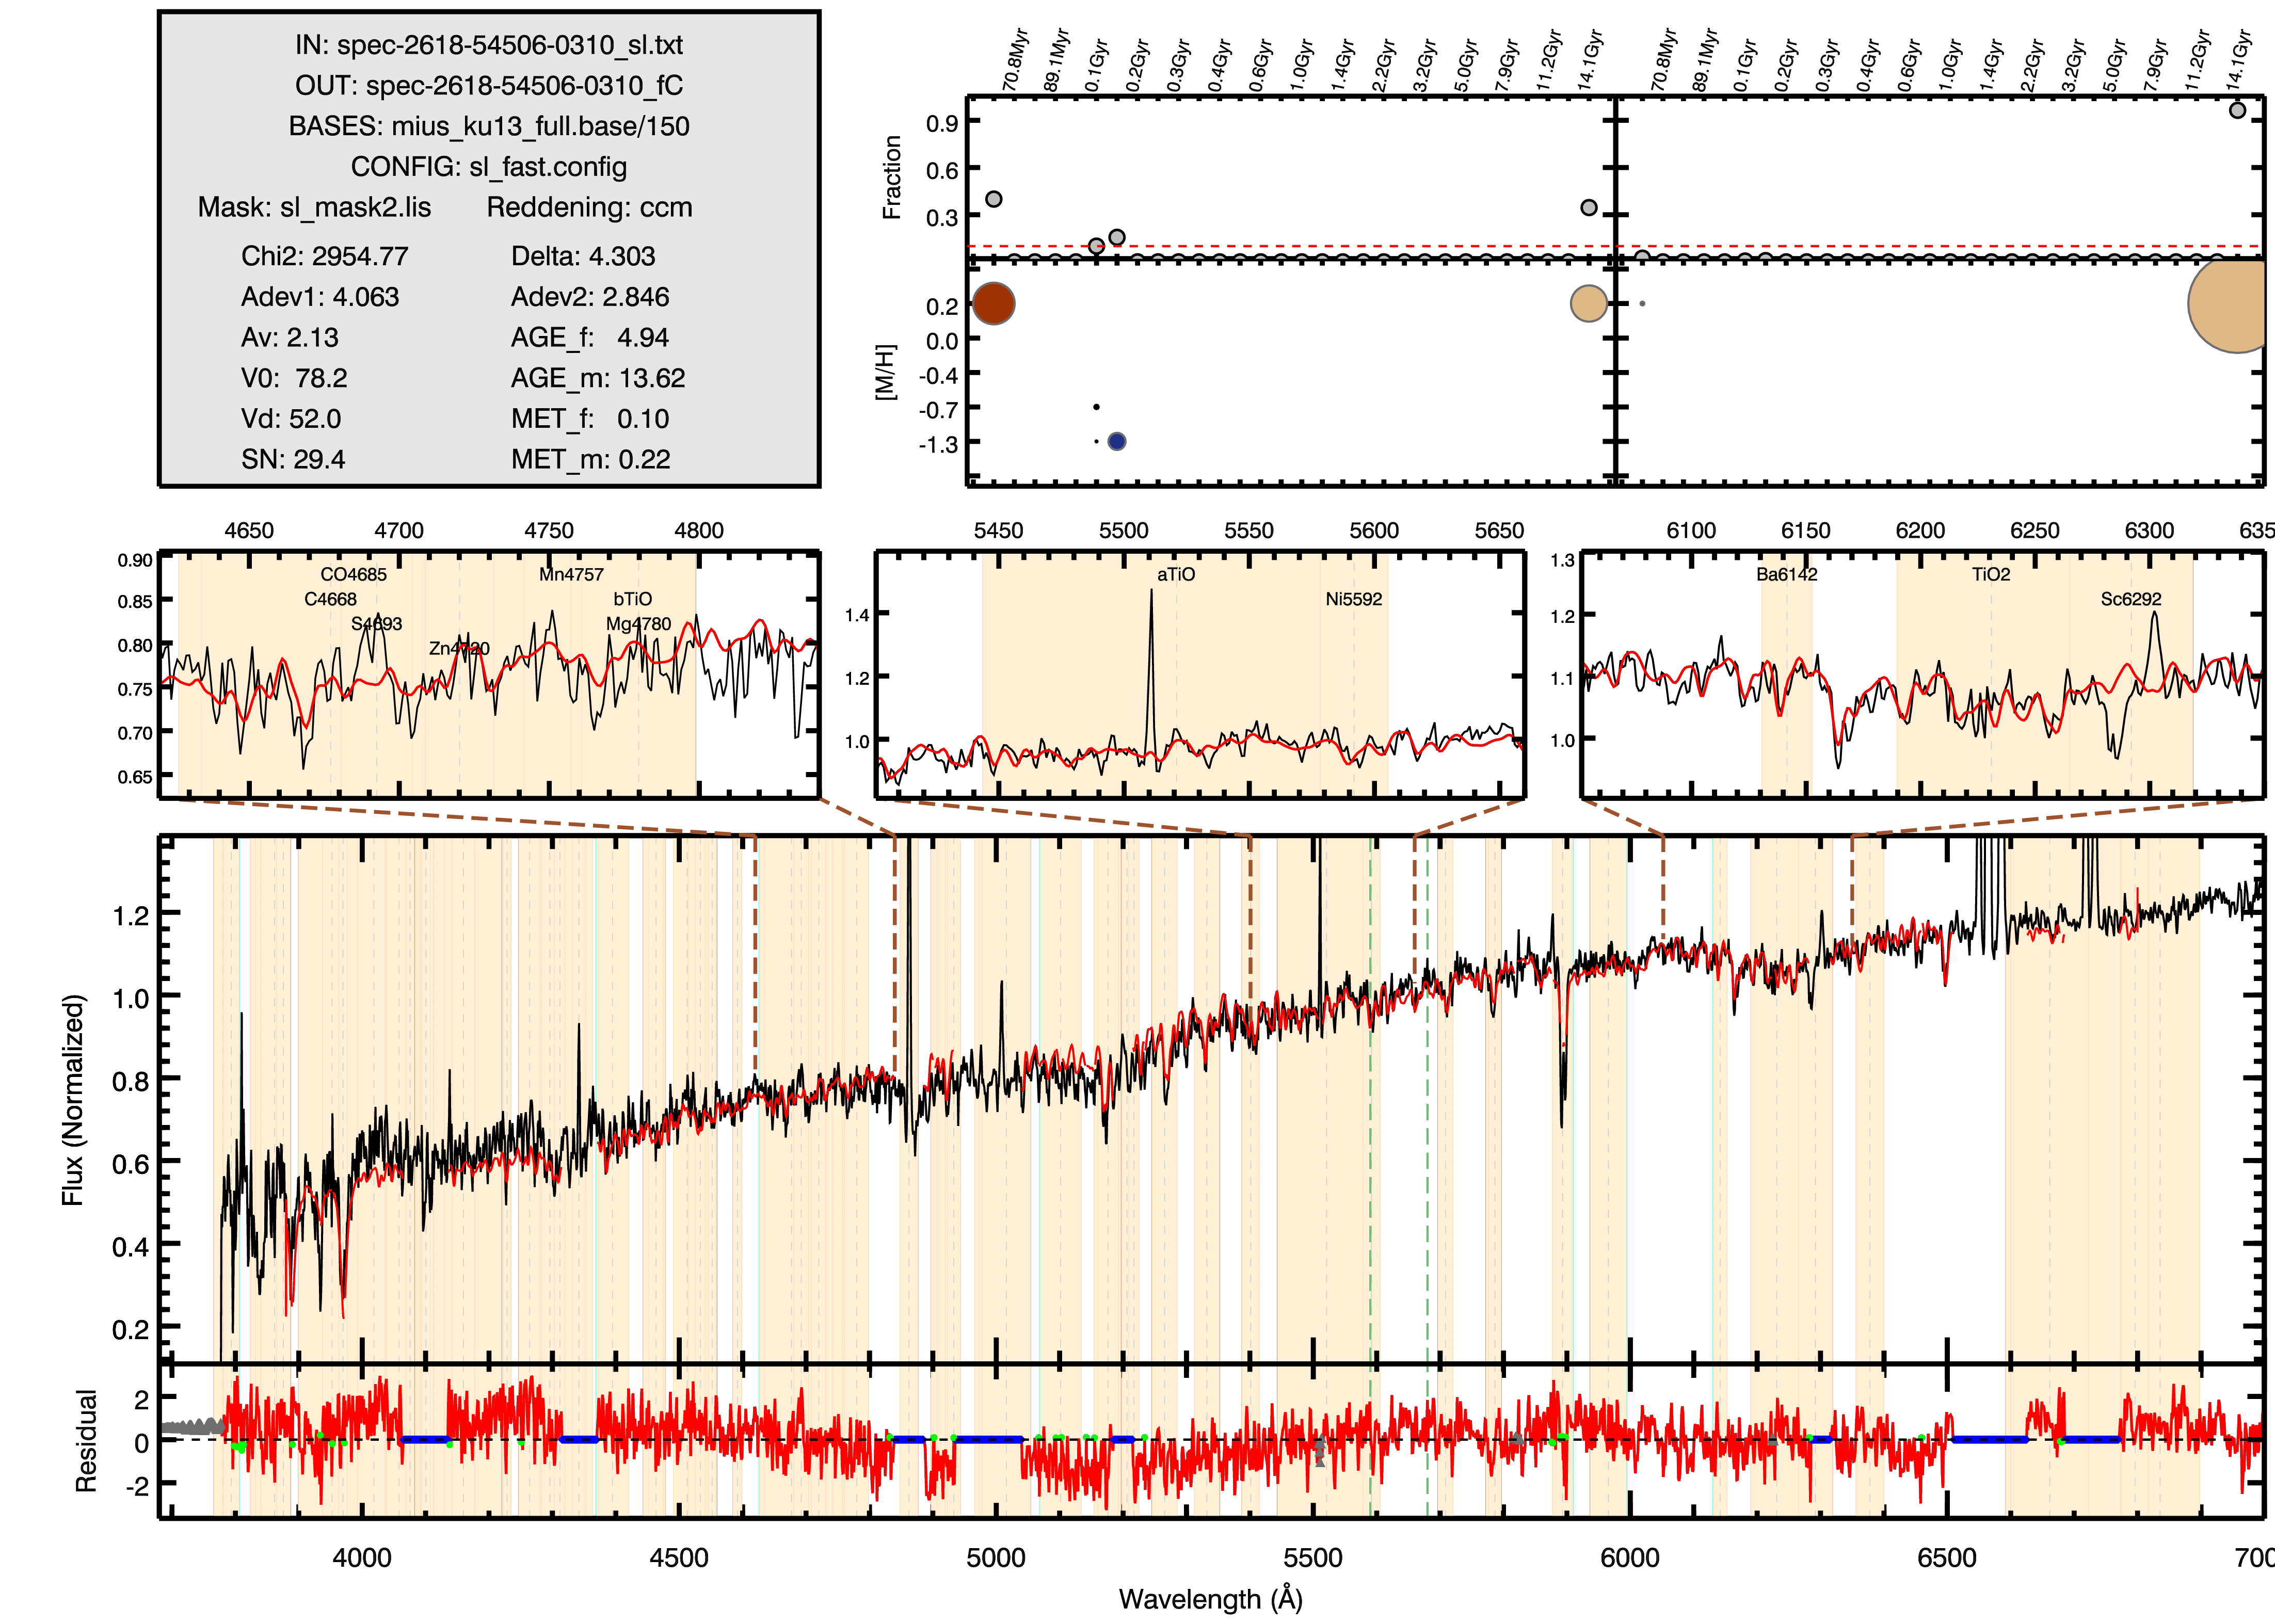 IN: spec-2618-54506-0310_sl.txt
OUT: spec-2618-54506-0310_fC
BASES: mius_ku13_full.base/150
CONFIG: sl_fast.config
Mask: sl_mask2.lis Reddening: ccm
Chi2: 2954.77 Delta: 4.303
Adev1: 4.063 Adev2: 2.846
Av: 2.13 AGE_f: 4.94
V0: 78.2 AGE_m: 13.62
Vd: 52.0 MET_f: 0.10
SN: 29.4 MET_m: 0.22
70.8Myr 89.1Myr 0.1Gyr 0.2Gyr 0.3Gyr 0.4Gyr 0.6Gyr 1.0Gyr 1.4Gyr 2.2Gyr 3.2Gyr 5.0Gyr 7.9Gyr 11.2Gyr 14.1Gyr
70.8Myr 89.1Myr 0.1Gyr 0.2Gyr 0.3Gyr 0.4Gyr 0.6Gyr 1.0Gyr 1.4Gyr 2.2Gyr 3.2Gyr 5.0Gyr 7.9Gyr 11.2Gyr 14.1Gyr
Fraction
0.9
0.6
0.3
[M/H]
0.2
0.0
-0.4
-0.7
-1.3
4650 4700 4750 4800
0.90
0.85
0.80
0.75
0.70
0.65
CO4685 Mn4757
C4668 bTiO
S4693 Mg4780
Zn4720
5450 5500 5550 5600 5650
1.4
1.2
1.0
aTiO
Ni5592
6100 6150 6200 6250 6300 635
1.3
1.2
1.1
1.0
Ba6142 TiO2
Sc6292
Flux (Normalized)
1.2
1.0
0.8
0.6
0.4
0.2
Residual
2
0
-2
4000 4500 5000 5500 6000 6500 700
Wavelength (Å)